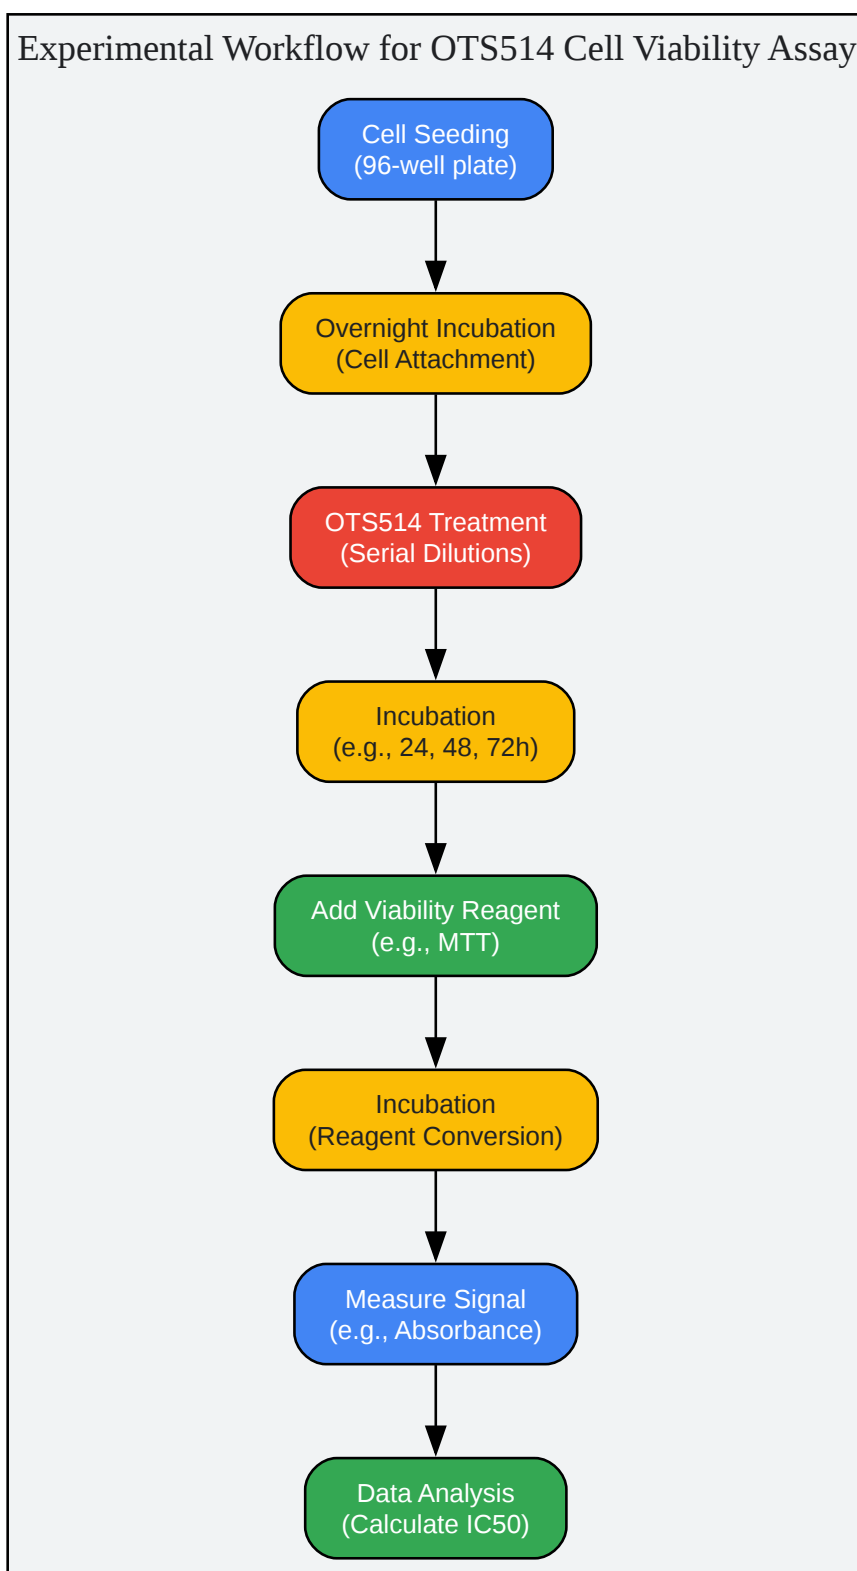 Experimental Workflow for OTS514 Cell Viability Assay
Cell Seeding
(96-well plate)
Overnight Incubation
(Cell Attachment)
OTS514 Treatment
(Serial Dilutions)
Incubation
(e.g., 24, 48, 72h)
Add Viability Reagent
(e.g., MTT)
Incubation
(Reagent Conversion)
Measure Signal
(e.g., Absorbance)
Data Analysis
(Calculate IC50)